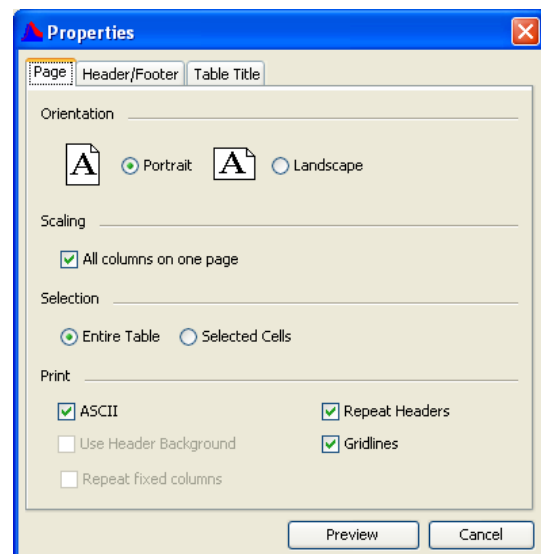 Properties
Page Header/Footer Table Title
Orientation
A Portrait A Landscape
Scaling
All columns on one page
Selection
Entire Table Selected Cells
Print
ASCII Repeat Headers
Use Header Background Gridlines
Repeat fixed columns
Preview Cancel